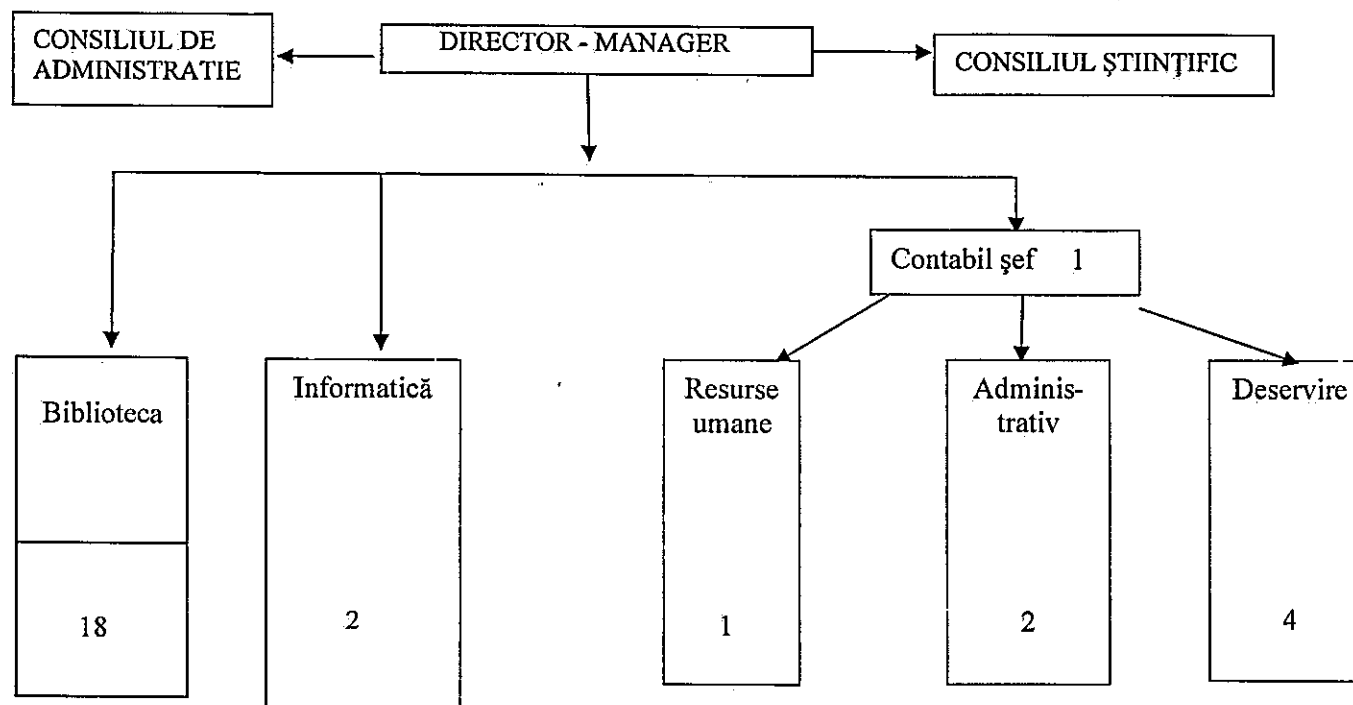 CONSILIUL DE
ADMINISTRATIE
DIRECTOR - MANAGER
CONSILIUL ŞTIINŢIFIC
Contabil şef 1
Biblioteca
18
Informatică
2
Resurse
umane
1
Adminis-
trativ
2
Deservire
4